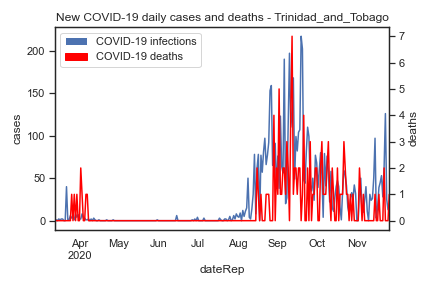 New COVID-19 daily cases and deaths - Trinidad_and_Tobago
COVID-19 infections
COVID-19 deaths
200
150
100
50
0
cases
7
6
5
4
3
2
1
0
deaths
Apr May Jun Jul Aug Sep Oct Nov
2020
dateRep